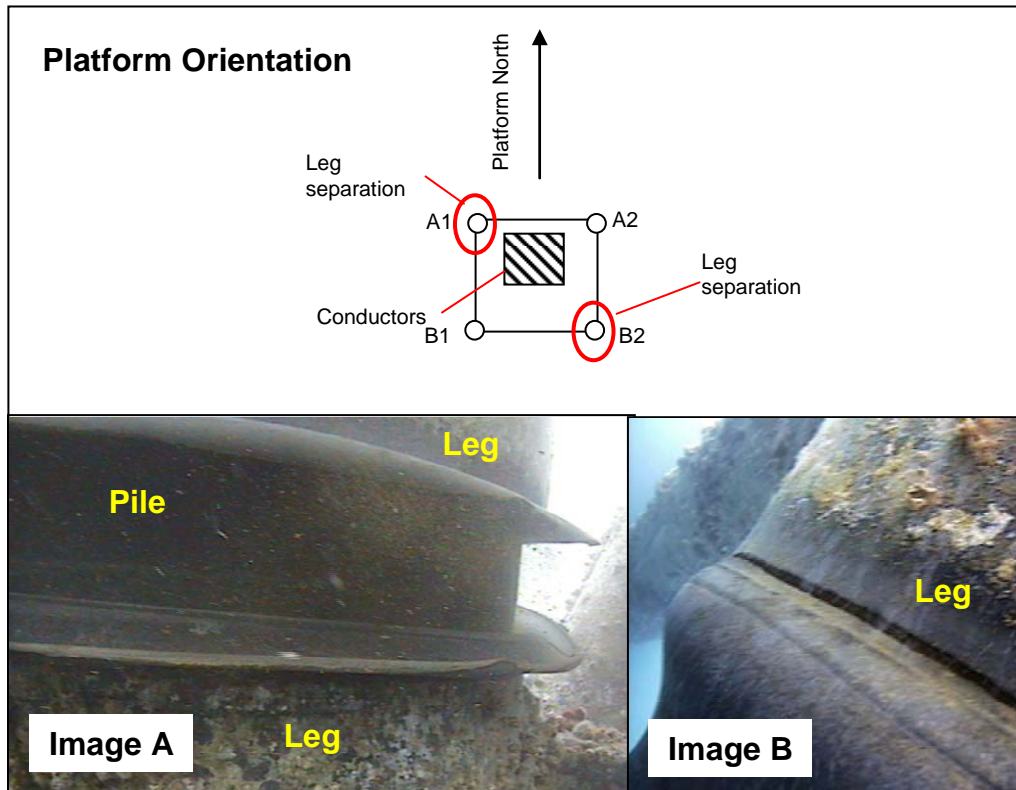 Platform Orientation
Platform North
Leg
separation
A1
A2
Leg
separation
Conductors
B1
B2
Leg
Pile
Leg
Image A
Leg
Image B